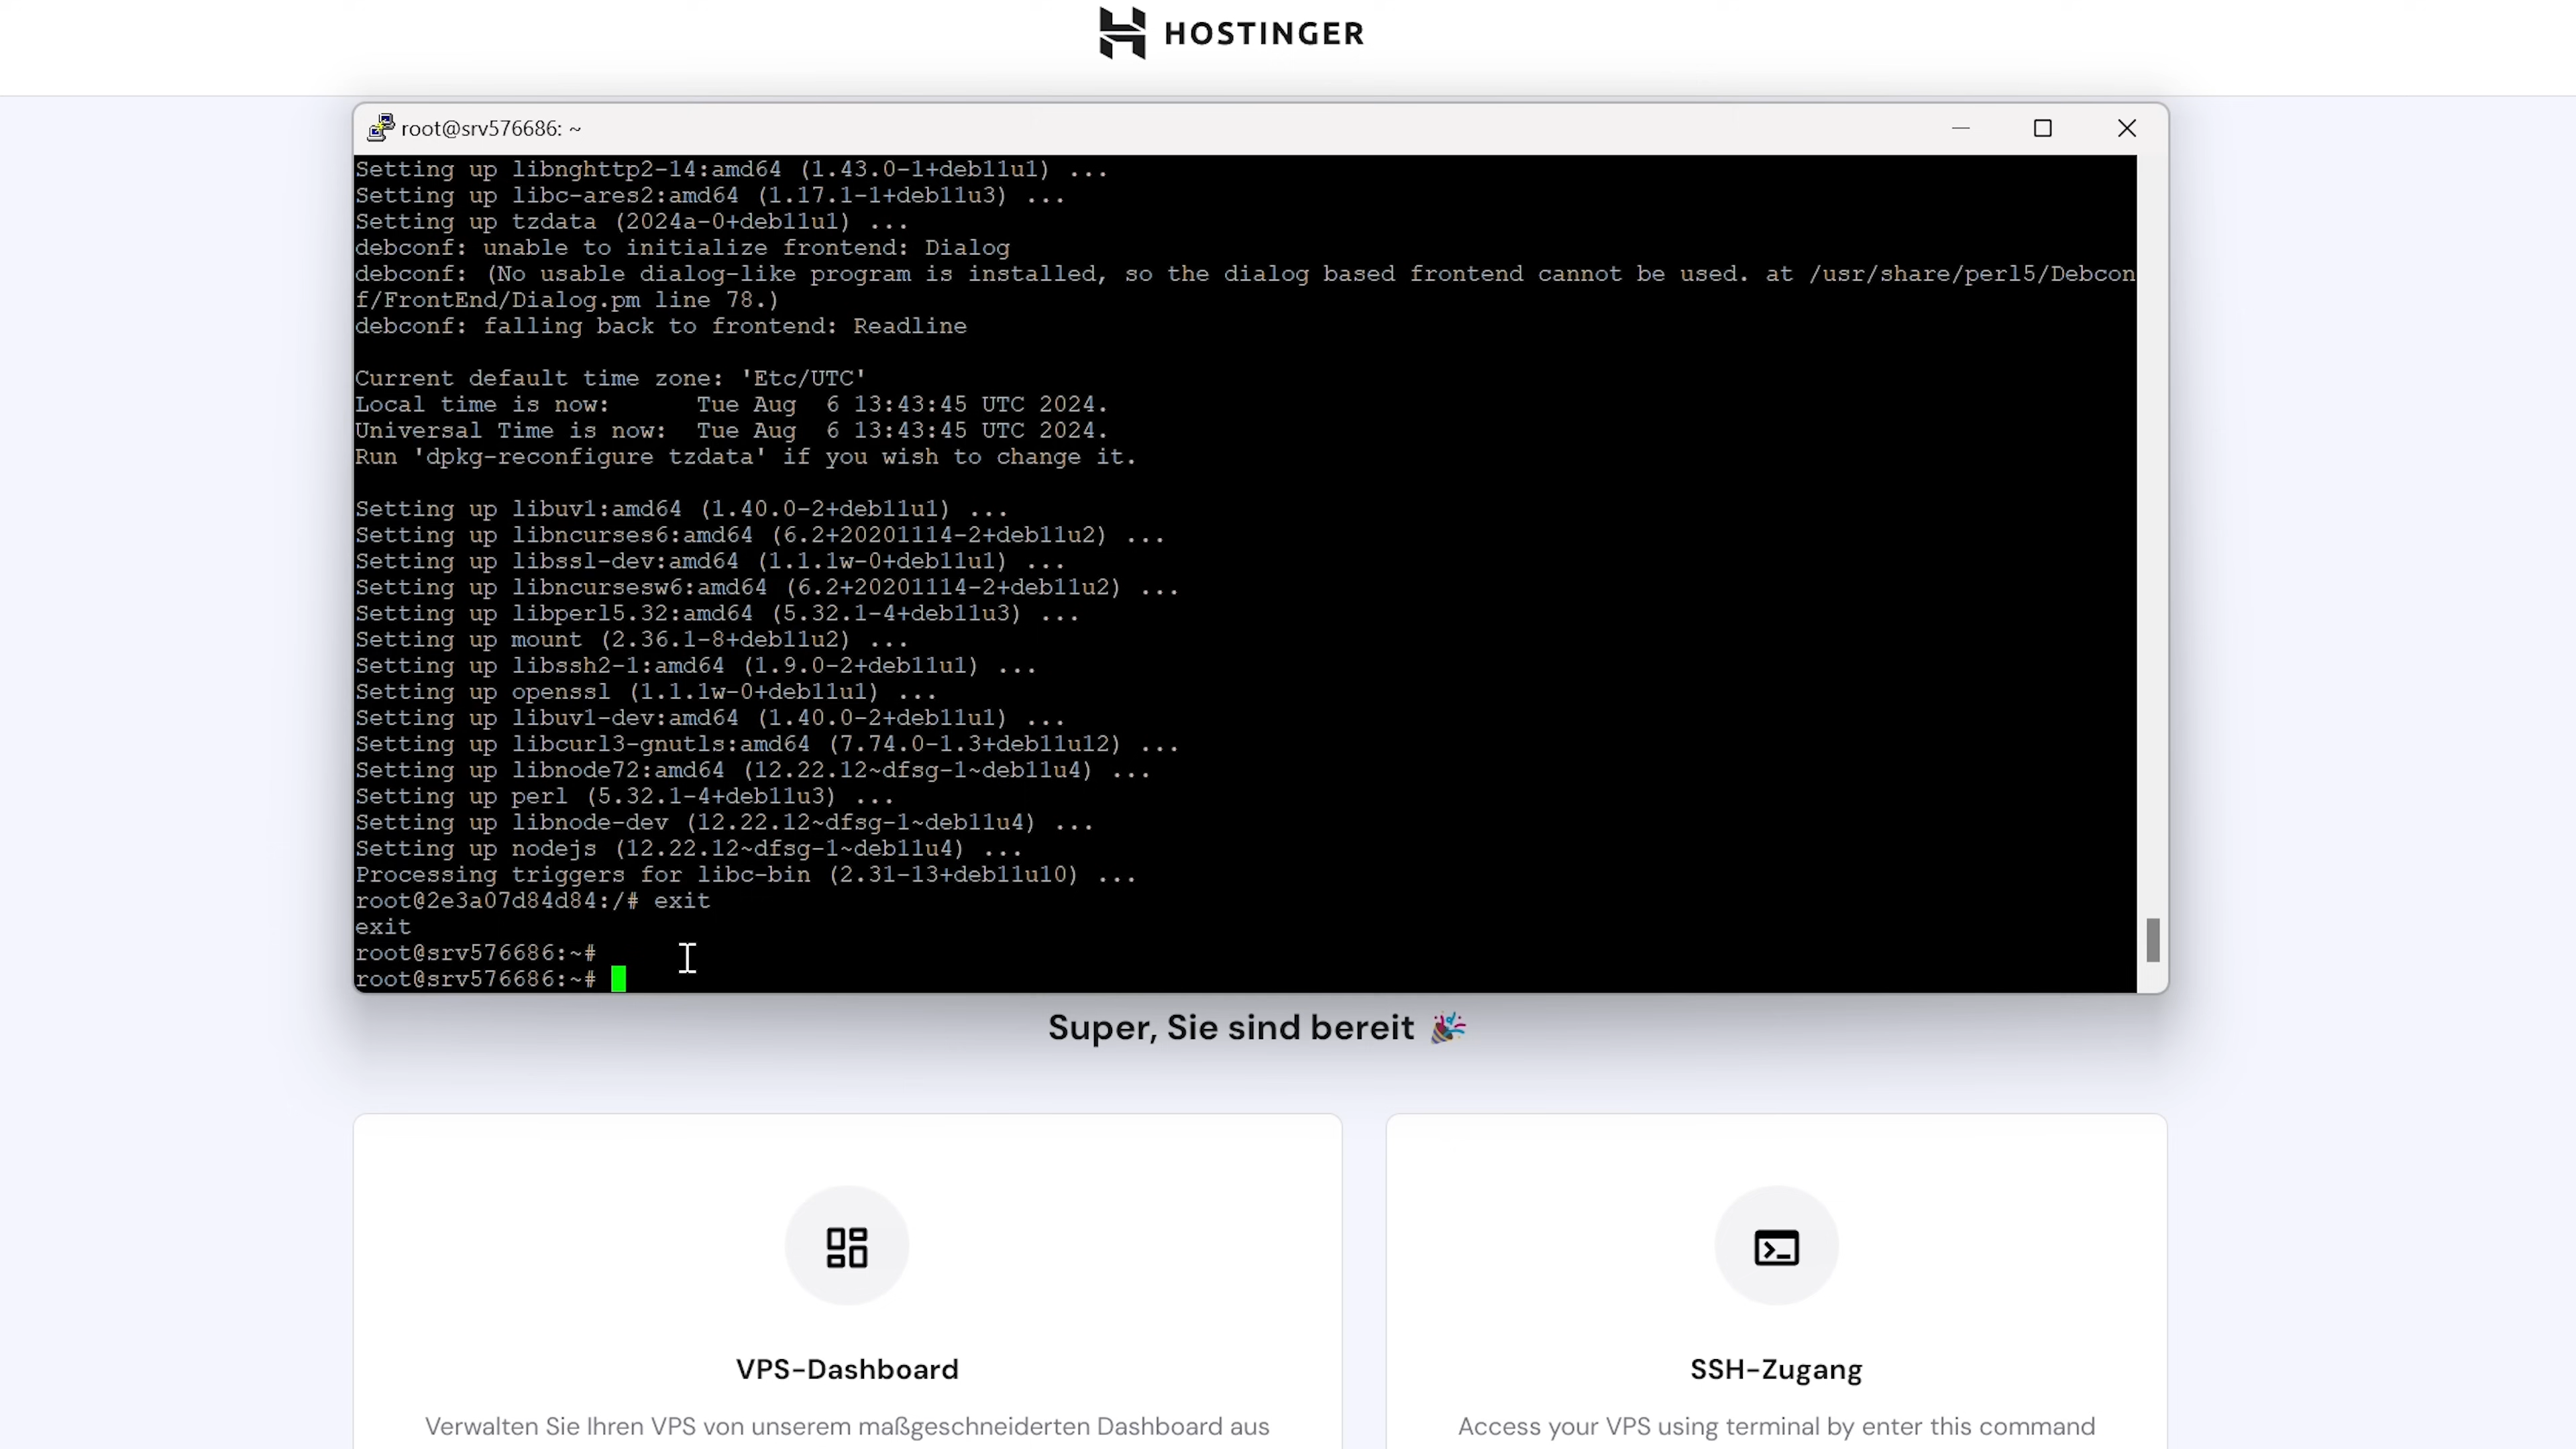 HOSTINGER
root@srv576686: ~
Setting up libnghttp2-14:amd64 (1.43.0-1+deb11u1) ...
Setting up libc-ares2:amd64 (1.17.1-1+deb11u3) ...
Setting up tzdata (2024a-0+deb11u1) ...
debconf: unable to initialize frontend: Dialog
debconf: (No usable dialog-like program is installed, so the dialog based frontend cannot be used. at /usr/share/perl5/Debcon
f/FrontEnd/Dialog.pm line 78.)
debconf: falling back to frontend: Readline
Current default time zone: 'Etc/UTC'
Local time is now:      Tue Aug  6 13:43:45 UTC 2024.
Universal Time is now:  Tue Aug  6 13:43:45 UTC 2024.
Run 'dpkg-reconfigure tzdata' if you wish to change it.
Setting up libuv1:amd64 (1.40.0-2+deb11u1) ...
Setting up libncurses6:amd64 (6.2+20201114-2+deb11u2) ...
Setting up libssl-dev:amd64 (1.1.1w-0+deb11u1) ...
Setting up libncursesw6:amd64 (6.2+20201114-2+deb11u2) ...
Setting up libperl5.32:amd64 (5.32.1-4+deb11u3) ...
Setting up mount (2.36.1-8+deb11u2) ...
Setting up libssh2-1:amd64 (1.9.0-2+deb11u1) ...
Setting up openssl (1.1.1w-0+deb11u1) ...
Setting up libuv1-dev:amd64 (1.40.0-2+deb11u1) ...
Setting up libcurl3-gnutls:amd64 (7.74.0-1.3+deb11u12) ...
Setting up libnode72:amd64 (12.22.12~dfsg-1~deb11u4) ...
Setting up perl (5.32.1-4+deb11u3) ...
Setting up libnode-dev (12.22.12~dfsg-1~deb11u4) ...
Setting up nodejs (12.22.12~dfsg-1~deb11u4) ...
Processing triggers for libc-bin (2.31-13+deb11u10) ...
root@2e3a07d84d84:/# exit
exit
root@srv576686:~#
root@srv576686:~#
Super, Sie sind bereit 🎉
VPS-Dashboard
Verwalten Sie Ihren VPS von unserem maßgeschneiderten Dashboard aus
SSH-Zugang
Access your VPS using terminal by enter this command